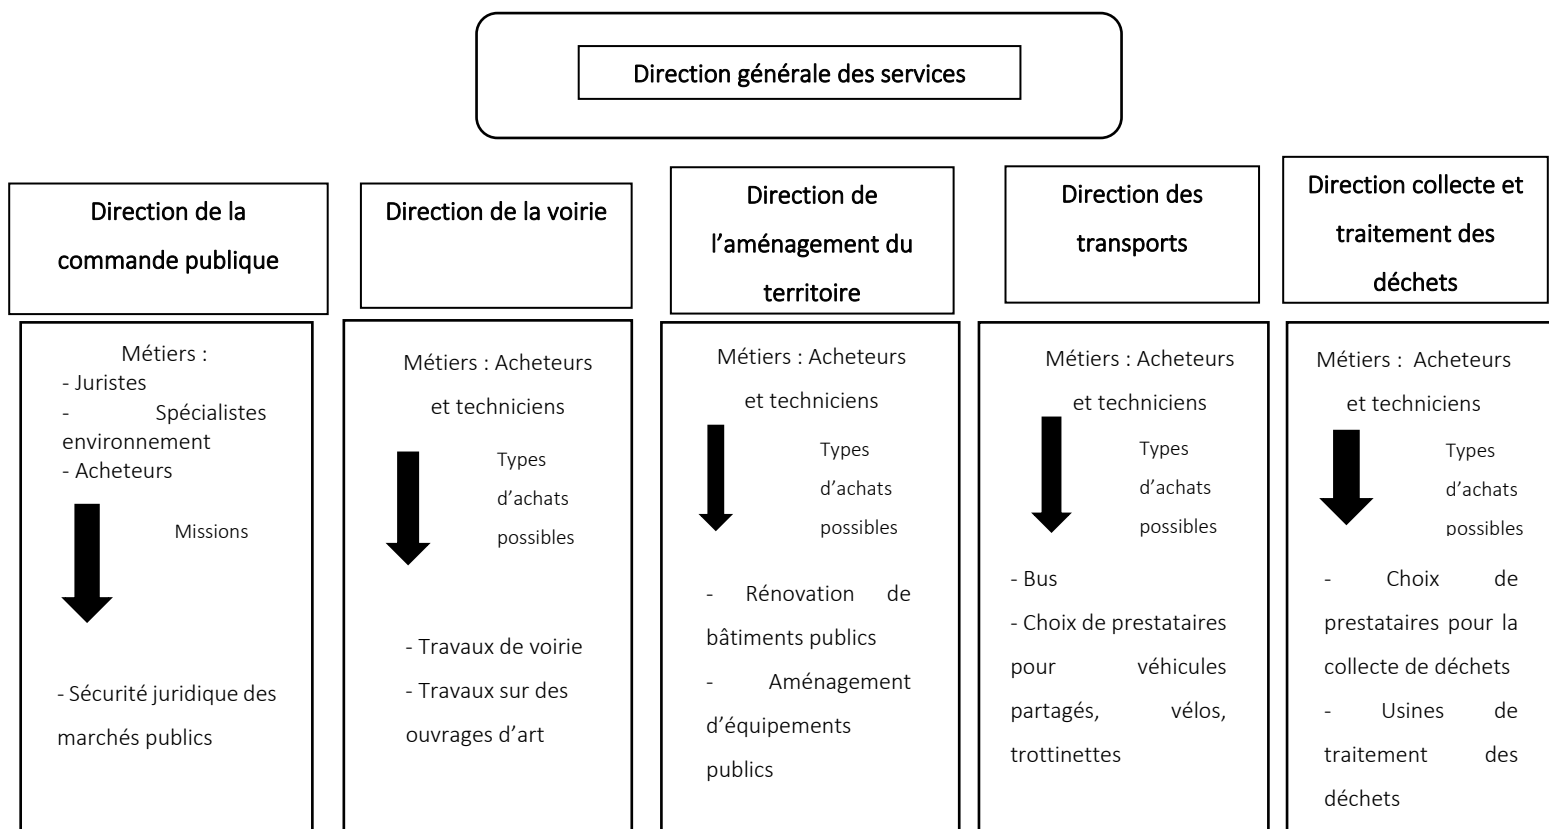 Direction générale des services
Direction de la
commande publique
Métiers :
- Juristes
- Spécialistes
environnement
- Acheteurs
Missions
- Sécurité juridique des
marchés publics
Direction de la voirie
Métiers : Acheteurs
et techniciens
Types
d’achats
possibles
- Travaux de voirie
- Travaux sur des
ouvrages d’art
Direction de
l’aménagement du
territoire
Métiers : Acheteurs
et techniciens
Types
d’achats
possibles
- Rénovation de
bâtiments publics
- Aménagement
d’équipements
publics
Direction des
transports
Métiers : Acheteurs
et techniciens
Types
d’achats
possibles
- Bus
- Choix de prestataires
pour véhicules
partagés, vélos,
trottinettes
Direction collecte et
traitement des
déchets
Métiers : Acheteurs
et techniciens
Types
d’achats
possibles
- Choix de
prestataires pour la
collecte de déchets
- Usines de
traitement des
déchets